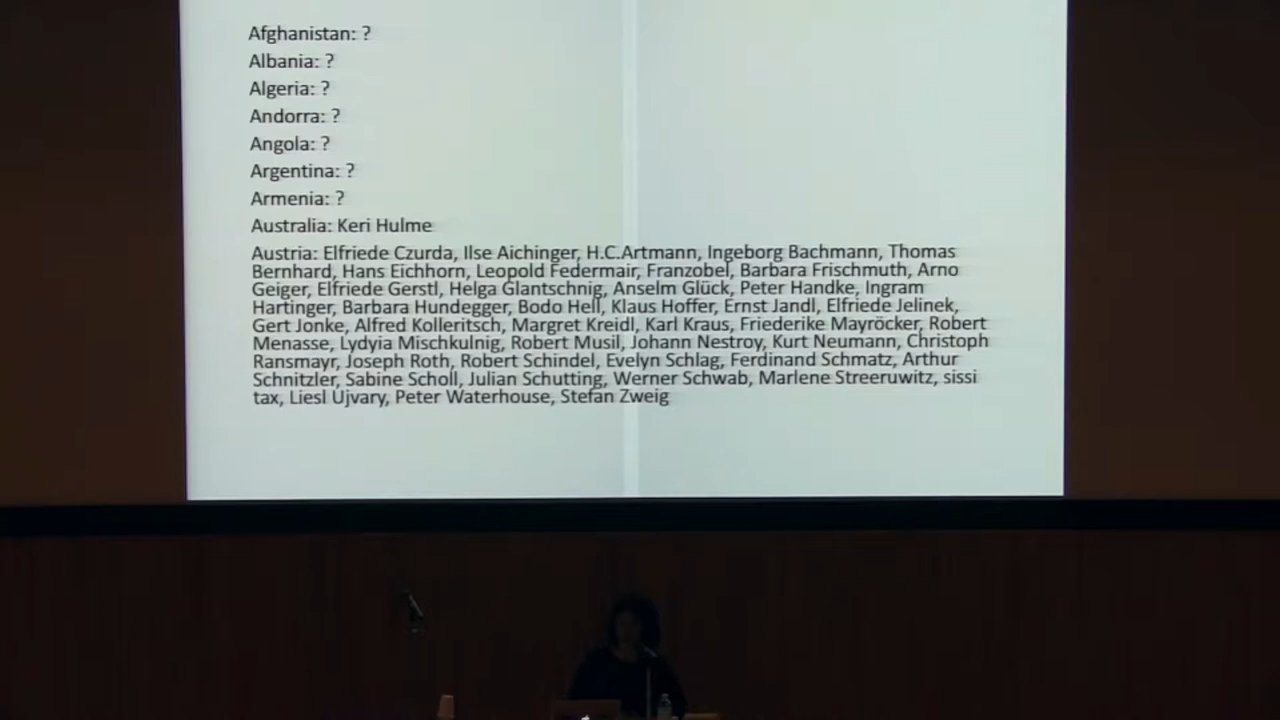 Afghanistan: ?
Albania: ?
Algeria: ?
Andorra: ?
Angola: ?
Argentina: ?
Armenia: ?
Australia: Keri Hulme
Austria: Elfriede Czurda, Ilse Aichinger, H.C.Artmann, Ingeborg Bachmann, Thomas
Bernhard, Hans Eichhorn, Leopold Federmair, Franzobel, Barbara Frischmuth, Arno
Geiger, Elfriede Gerstl, Helga Glantschnig, Anselm Glück, Peter Handke, Ingram
Hartinger, Barbara Hundegger, Bodo Hell, Klaus Hoffer, Ernst Jandl, Elfriede Jelinek,
Gert Jonke, Alfred Kolleritsch, Margret Kreidl, Karl Kraus, Friederike Mayröcker, Robert
Menasse, Lydyia Mischkulnig, Robert Musil, Johann Nestroy, Kurt Neumann, Christoph
Ransmayr, Joseph Roth, Robert Schindel, Evelyn Schlag, Ferdinand Schmatz, Arthur
Schnitzler, Sabine Scholl, Julian Schutting, Werner Schwab, Marlene Streeruwitz, sissi
tax, Liesl Ujvary, Peter Waterhouse, Stefan Zweig